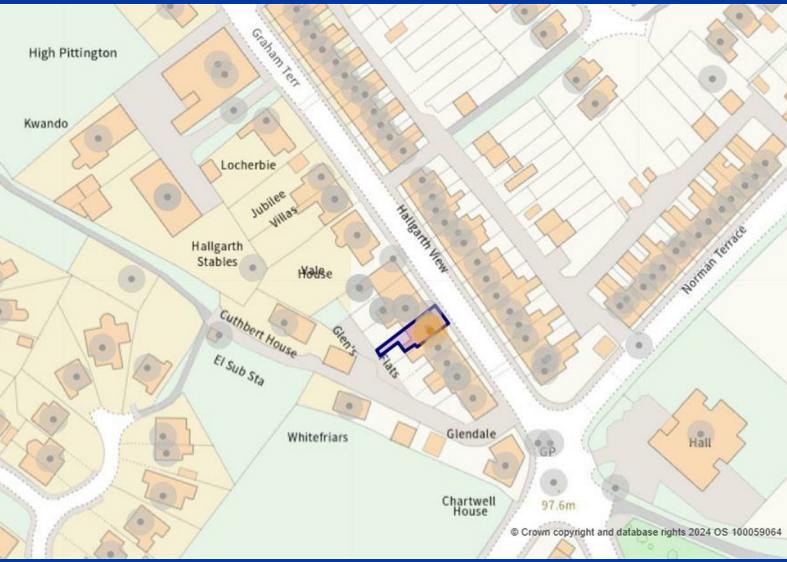 High Pittington
Graham Terr
Kwando
Locherbie
Jubilee
Villas
Hallgarth View
Hallgarth
Stables
Vale
House
Norman Terrace
Cuthbert House
Glen's
Flats
El Sub Sta
Whitefriars
Glendale
GP
Hall
Chartwell
House
97.6m
© Crown copyright and database rights 2024 OS 100059064